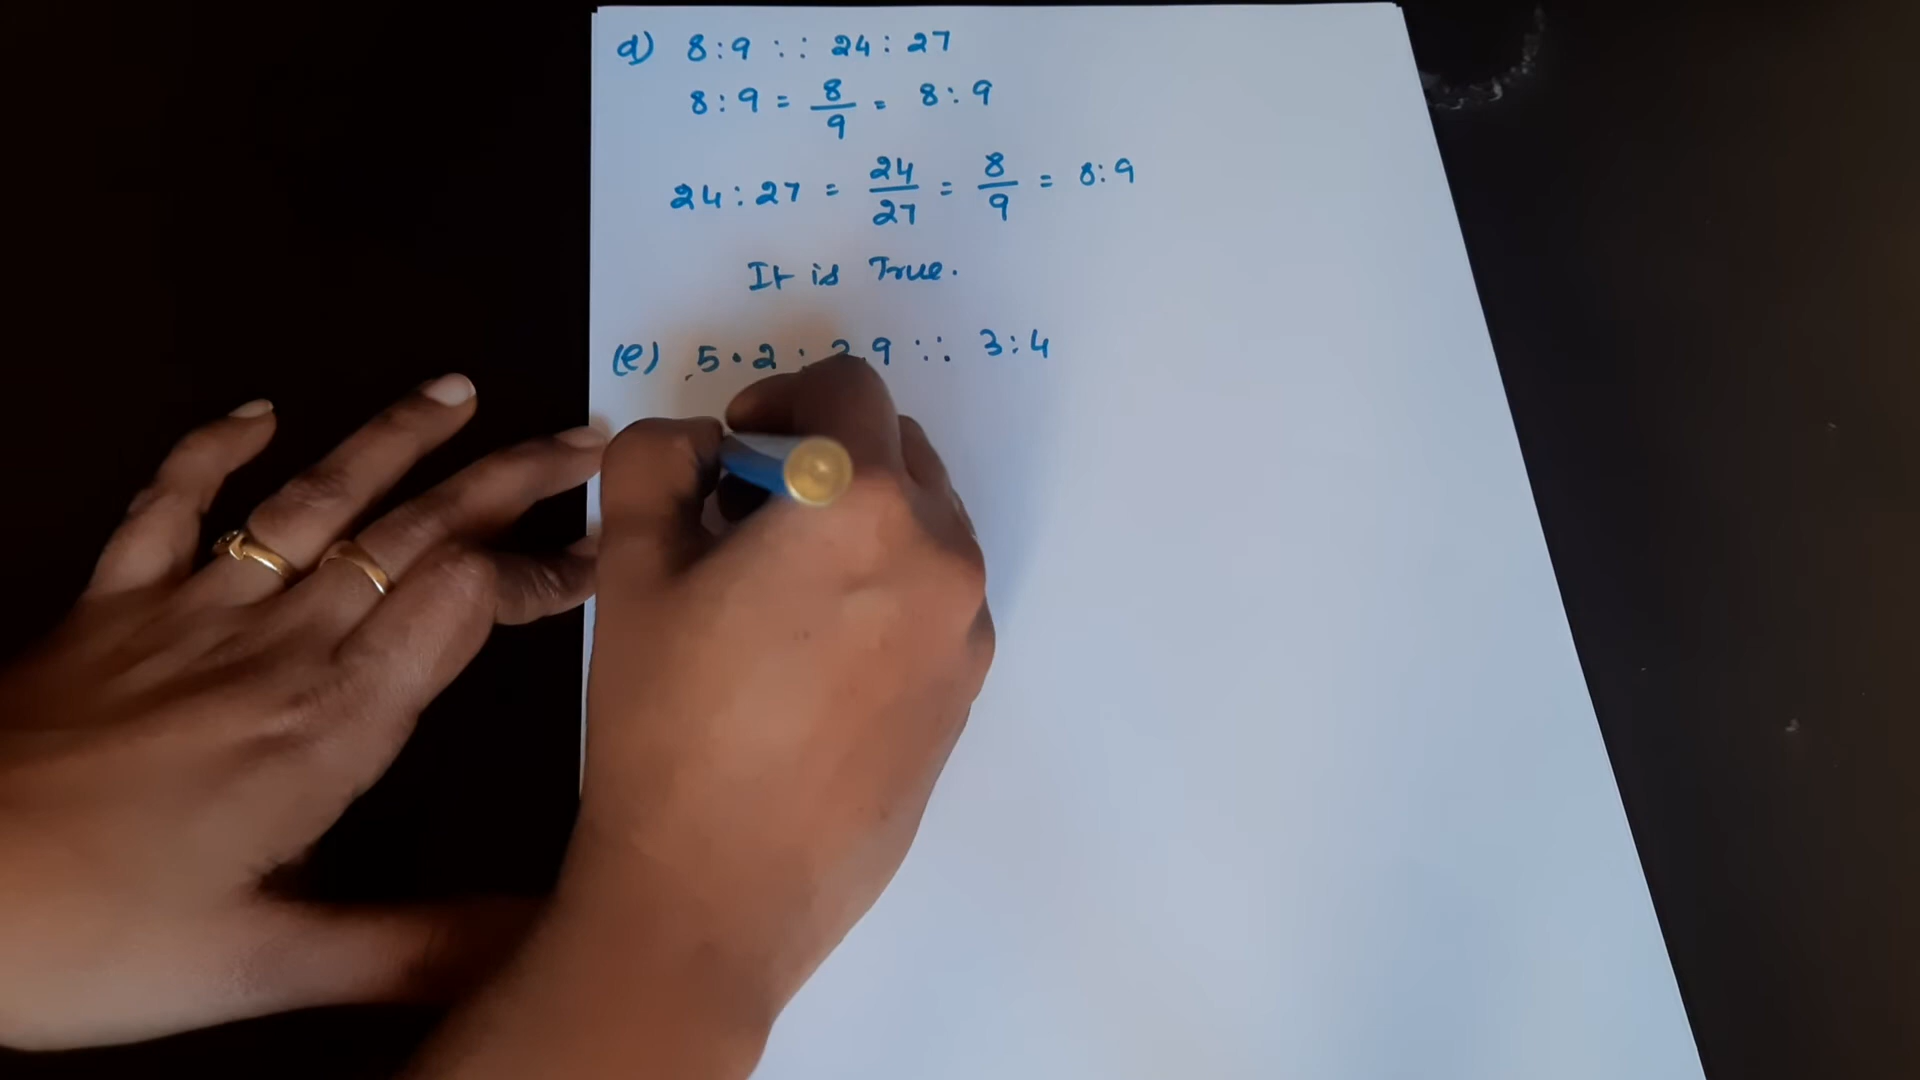 d) 8:9 :: 24:27
8:9 = 8/9 = 8:9
24:27 = 24/27 = 8/9 = 8:9
It is True.
(e) 5.2 : 9 :: 3:4